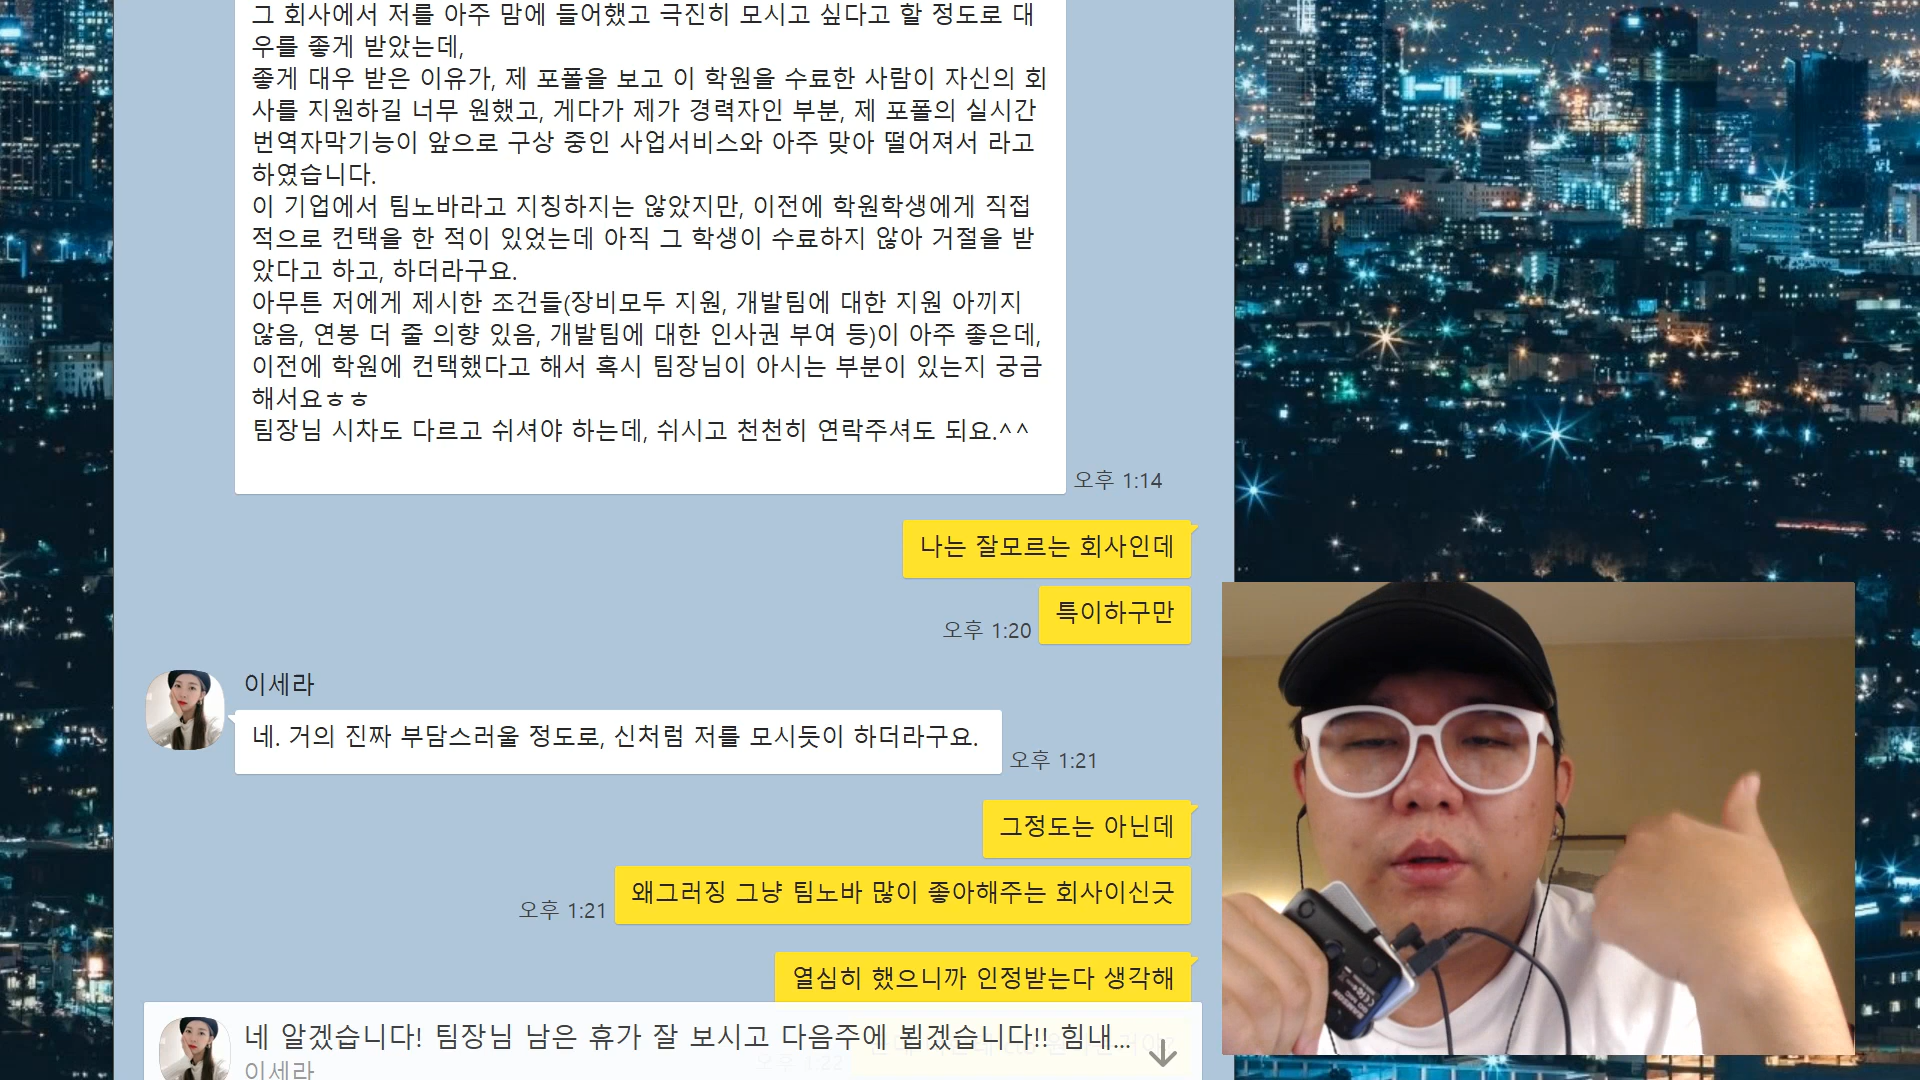 그 회사에서 저를 아주 맘에 들어했고 극진히 모시고 싶다고 할 정도로 대
우를 좋게 받았는데,
좋게 대우 받은 이유가, 제 포폴을 보고 이 학원을 수료한 사람이 자신의 회
사를 지원하길 너무 원했고, 게다가 제가 경력자인 부분, 제 포폴의 실시간
번역자막기능이 앞으로 구상 중인 사업서비스와 아주 맞아 떨어져서 라고
하였습니다.
이 기업에서 팀노바라고 지칭하지는 않았지만, 이전에 학원학생에게 직접
적으로 컨택을 한 적이 있었는데 아직 그 학생이 수료하지 않아 거절을 받
았다고 하고, 하더라구요.
아무튼 저에게 제시한 조건들(장비모두 지원, 개발팀에 대한 지원 아끼지
않음, 연봉 더 줄 의향 있음, 개발팀에 대한 인사권 부여 등)이 아주 좋은데,
이전에 학원에 컨택했다고 해서 혹시 팀장님이 아시는 부분이 있는지 궁금
해서요ㅎㅎ
팀장님 시차도 다르고 쉬셔야 하는데, 쉬시고 천천히 연락주셔도 되요.^^
오후 1:14
나는 잘모르는 회사인데
특이하구만
오후 1:20
이세라
네. 거의 진짜 부담스러울 정도로, 신처럼 저를 모시듯이 하더라구요.
오후 1:21
그정도는 아닌데
왜그러징 그냥 팀노바 많이 좋아해주는 회사이신긋
오후 1:21
열심히 했으니까 인정받는다 생각해
네 알겠습니다! 팀장님 남은 휴가 잘 보시고 다음주에 뵙겠습니다!! 힘내...
이세라